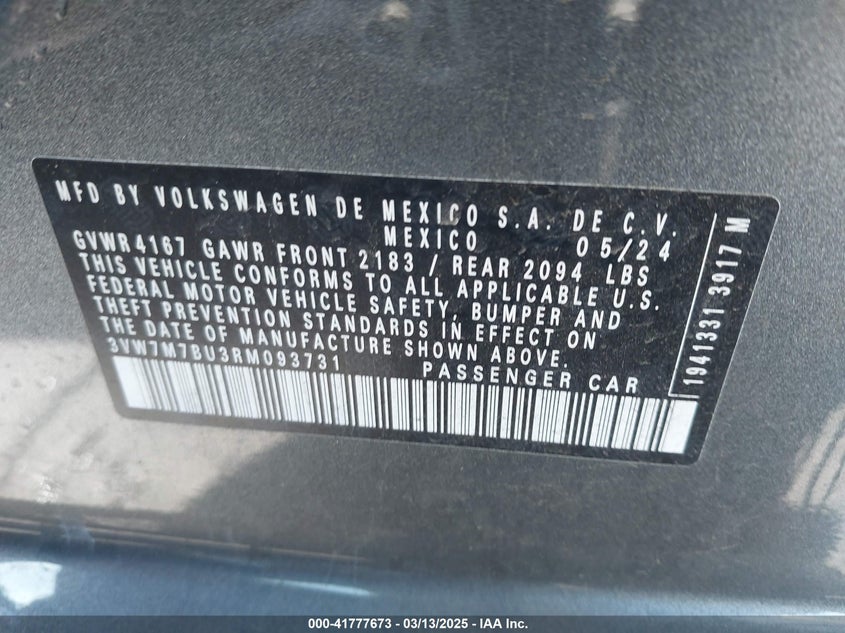 MFD BY VOLKSWAGEN DE MEXICO S.A. DE C.V.
MEXICO 05/24
GVWR4167 GAWR FRONT 2183 / REAR 2094 LBS
THIS VEHICLE CONFORMS TO ALL APPLICABLE U.S.
FEDERAL MOTOR VEHICLE SAFETY, BUMPER AND
THEFT PREVENTION STANDARDS IN EFFECT ON
THE DATE OF MANUFACTURE SHOWN ABOVE.
3VW7M7BU3RM093731 PASSENGER CAR
1941331 3917 M
000-41777673 - 03/13/2025 - IAA Inc.